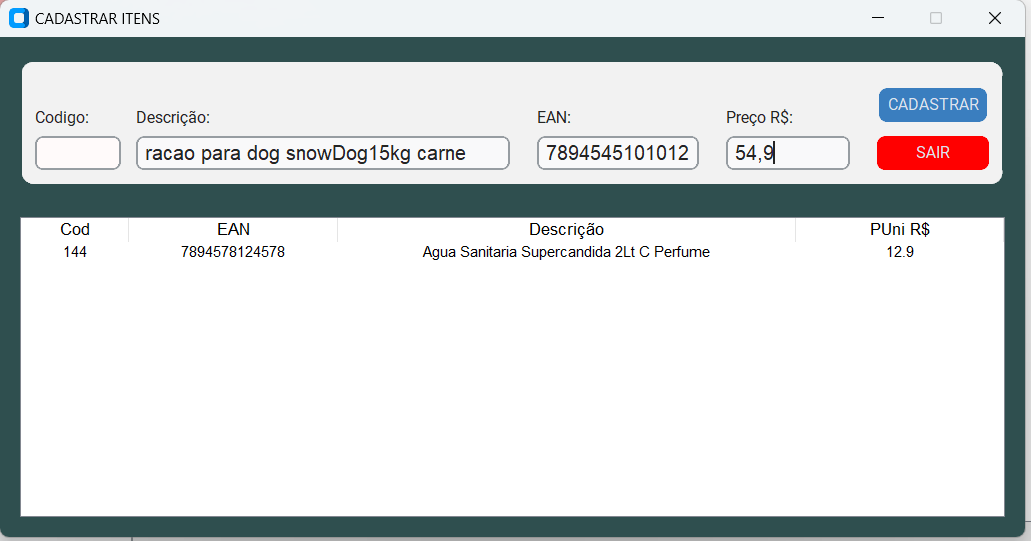 CADASTRAR ITENS
CADASTRAR
Codigo: Descrição: EAN: Preço R$:
racao para dog snowDog15kg carne 7894545101012 54,9 SAIR
Cod EAN Descrição PUni R$
144 7894578124578 Agua Sanitaria Supercandida 2Lt C Perfume 12.9